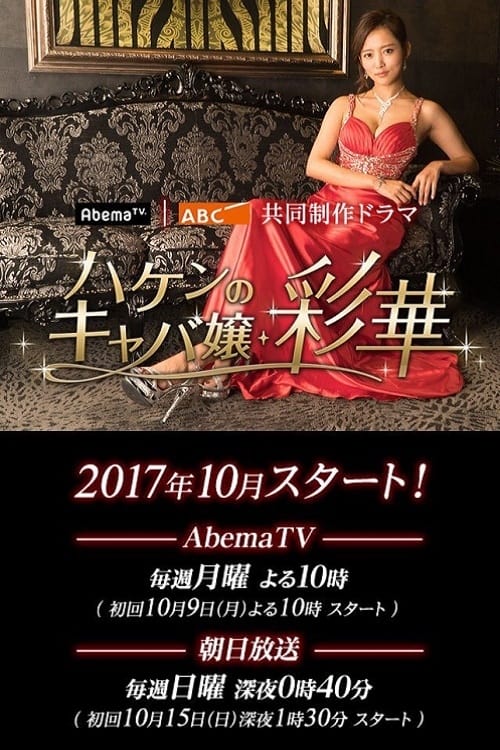 AbemaTV. | ABC 共同制作ドラマ
ハケンの
キャバ嬢・彩華
2017年10月スタート!
AbemaTV
毎週月曜 よる10時
( 初回10月9日(月)よる10時 スタート )
朝日放送
毎週日曜 深夜0時40分
( 初回10月15日(日)深夜1時30分 スタート )